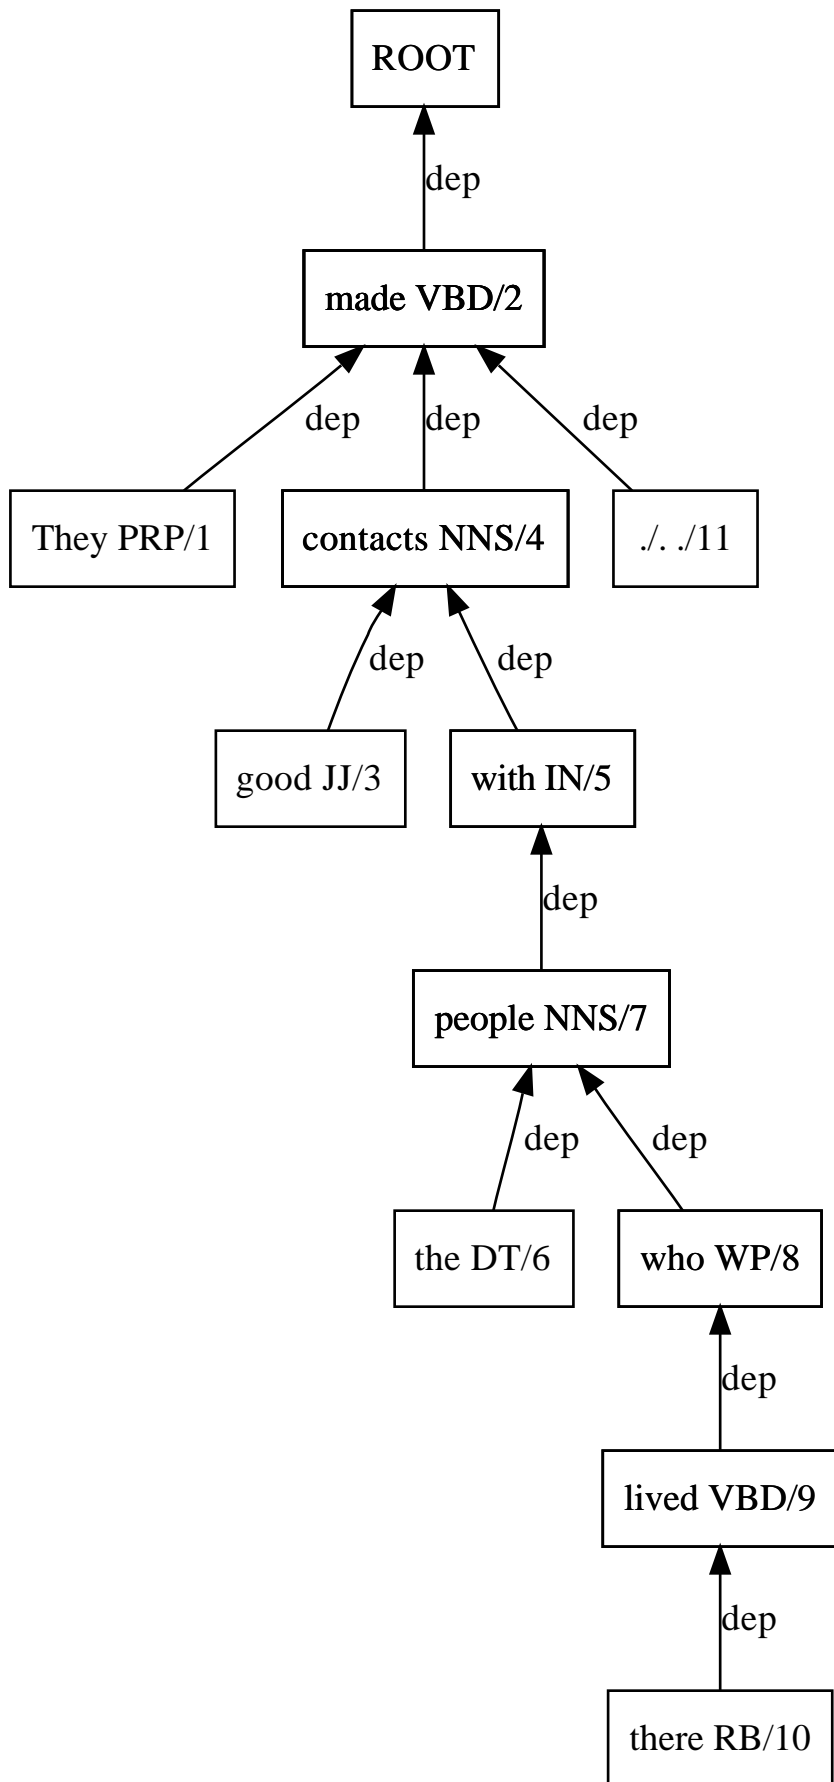 ROOT
dep
made VBD/2
dep dep dep
They PRP/1 contacts NNS/4 ./. ./11
dep dep
good JJ/3 with IN/5
dep
people NNS/7
dep dep
the DT/6 who WP/8
dep
lived VBD/9
dep
there RB/10